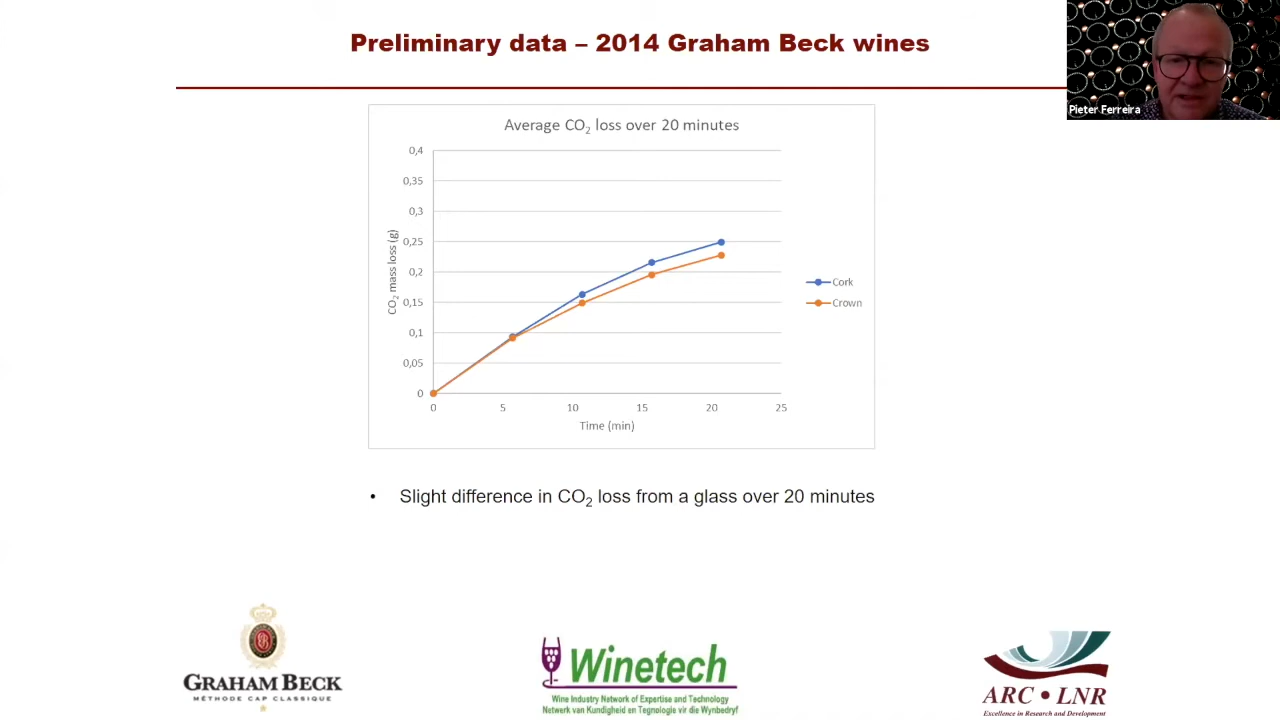 Preliminary data – 2014 Graham Beck wines
Pieter Ferreira
Average CO2 loss over 20 minutes
0,4
0,35
0,3
0,25
0,2
0,15
0,1
0,05
0
CO2 mass loss (g)
0 5 10 15 20 25
Time (min)
Cork
Crown
• Slight difference in CO2 loss from a glass over 20 minutes
GRAHAM BECK
MÉTHODE CAP CLASSIQUE
Winetech
Wine Industry Network of Expertise and Technology
Netwerk van Kundigheid en Tegnologie vir die Wynbedryf
ARC • LNR
Excellence in Research and Development